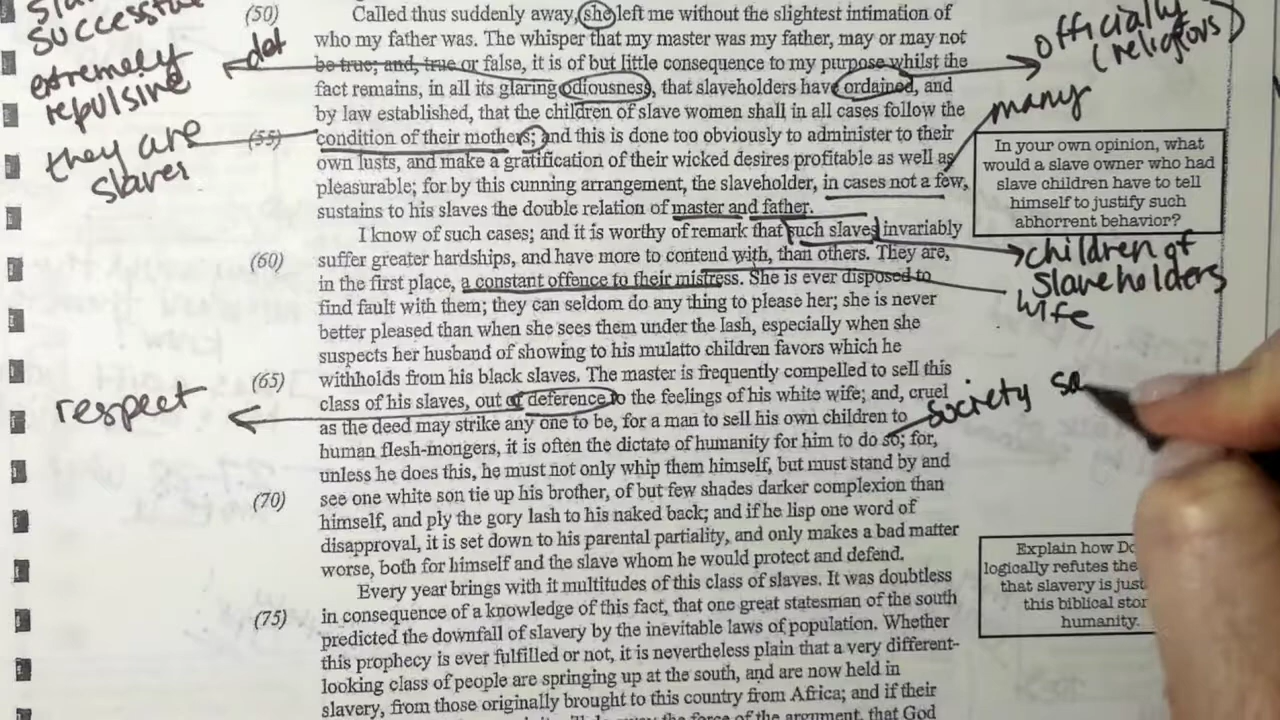 successive
extremely
repulsive
def
they are
slaves
respect
(50) Called thus suddenly away, she left me without the slightest intimation of
who my father was. The whisper that my master was my father, may or may not
be true; and, true or false, it is of but little consequence to my purpose whilst the
fact remains, in all its glaring odiousness, that slaveholders have ordained, and
by law established, that the children of slave women shall in all cases follow the
(55) condition of their mothers; and this is done too obviously to administer to their
own lusts, and make a gratification of their wicked desires profitable as well as
pleasurable; for by this cunning arrangement, the slaveholder, in cases not a few,
sustains to his slaves the double relation of master and father.
I know of such cases; and it is worthy of remark that such slaves invariably
(60) suffer greater hardships, and have more to contend with, than others. They are,
in the first place, a constant offence to their mistress. She is ever disposed to
find fault with them; they can seldom do any thing to please her; she is never
better pleased than when she sees them under the lash, especially when she
suspects her husband of showing to his mulatto children favors which he
(65) withholds from his black slaves. The master is frequently compelled to sell this
class of his slaves, out of deference to the feelings of his white wife; and, cruel
as the deed may strike any one to be, for a man to sell his own children to
human flesh-mongers, it is often the dictate of humanity for him to do so; for,
unless he does this, he must not only whip them himself, but must stand by and
(70) see one white son tie up his brother, of but few shades darker complexion than
himself, and ply the gory lash to his naked back; and if he lisp one word of
disapproval, it is set down to his parental partiality, and only makes a bad matter
worse, both for himself and the slave whom he would protect and defend.
Every year brings with it multitudes of this class of slaves. It was doubtless
(75) in consequence of a knowledge of this fact, that one great statesman of the south
predicted the downfall of slavery by the inevitable laws of population. Whether
this prophecy is ever fulfilled or not, it is nevertheless plain that a very different-
looking class of people are springing up at the south, and are now held in
slavery, from those originally brought to this country from Africa; and if their
the force of the argument, that God
officially
(religious)
many
In your own opinion, what
would a slave owner who had
slave children have to tell
himself to justify such
abhorrent behavior?
children of
slaveholders
wife
society sa
Explain how Do
logically refutes the
that slavery is just
this biblical stor
humanity.